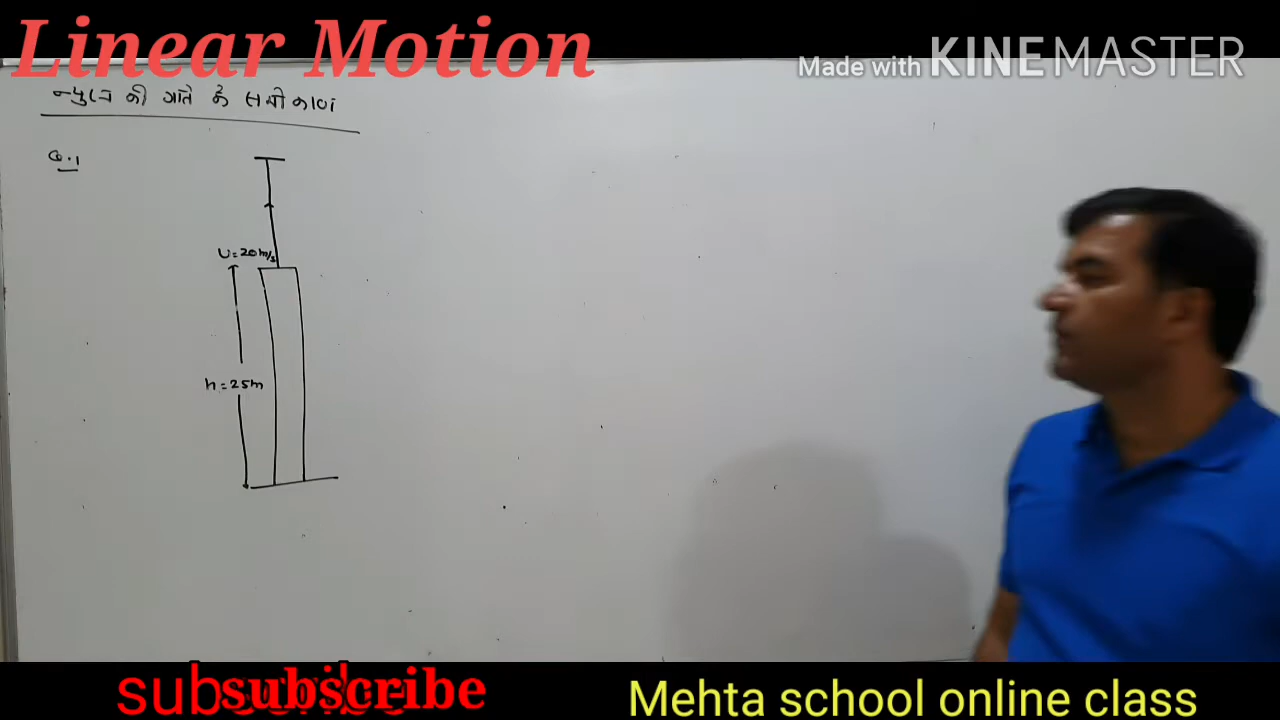 Linear Motion
Made with KINEMASTER
न्युटन की गति के समीकरण
Q.1
U=20m/s
h=25m
subscribe
Mehta school online class